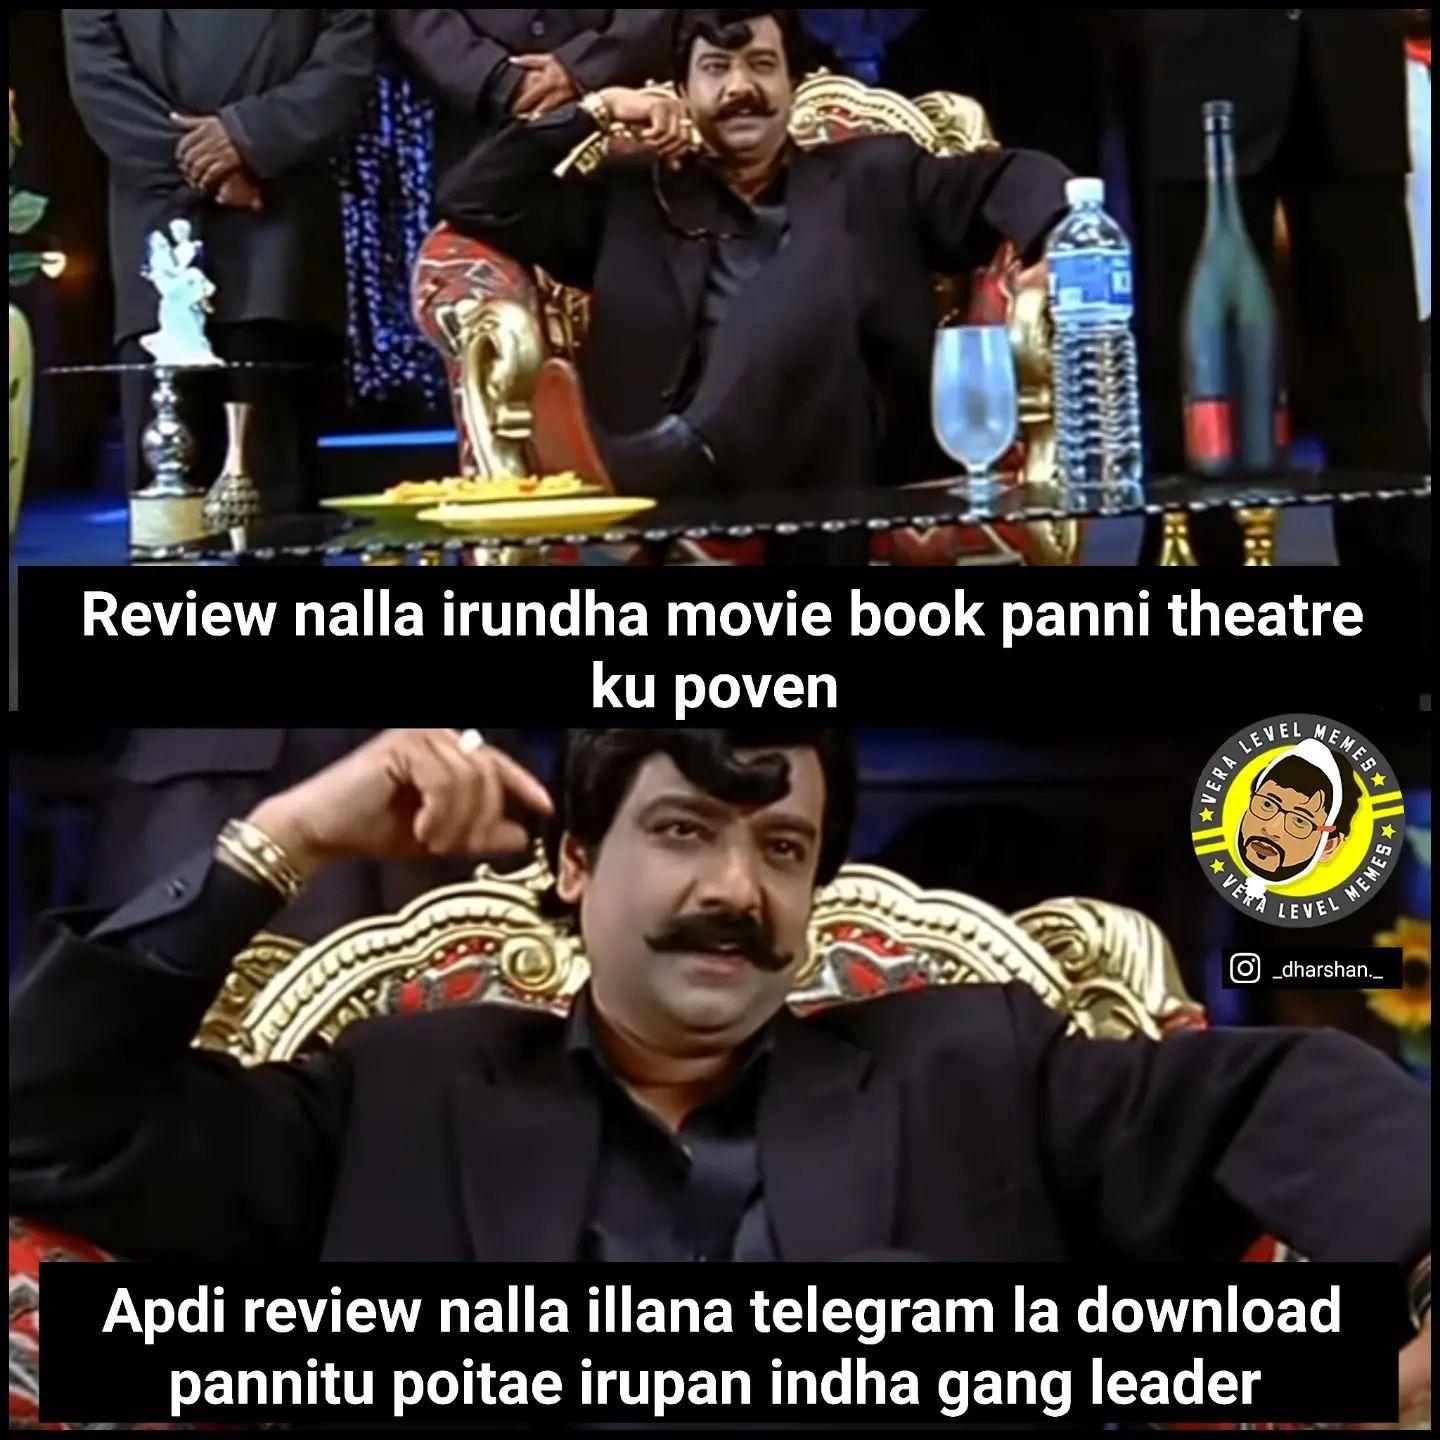 Review nalla irundha movie book panni theatre
ku poven
VERA LEVEL MEMES
VERA LEVEL MEMES
_dharshan._
Apdi review nalla illana telegram la download
pannitu poitae irupan indha gang leader